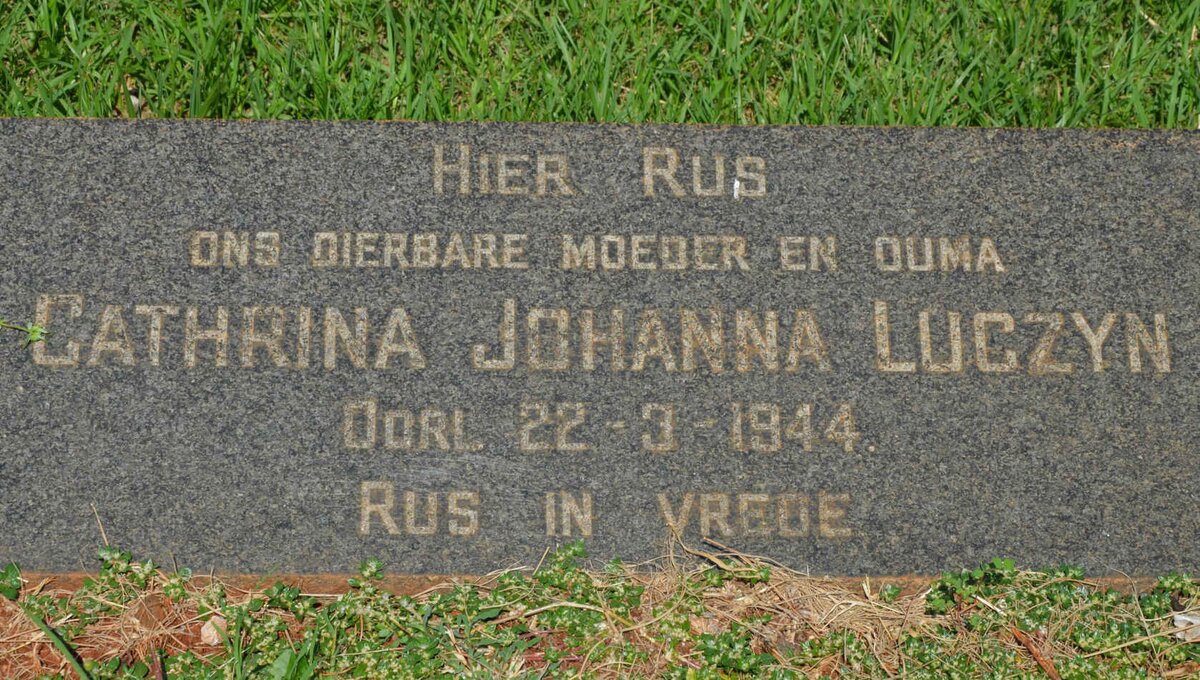 HIER RUS
ONS DIERBARE MOEDER EN OUMA
CATHRINA JOHANNA LUCZYN
OORL. 22-3-1944.
RUS IN VREDE